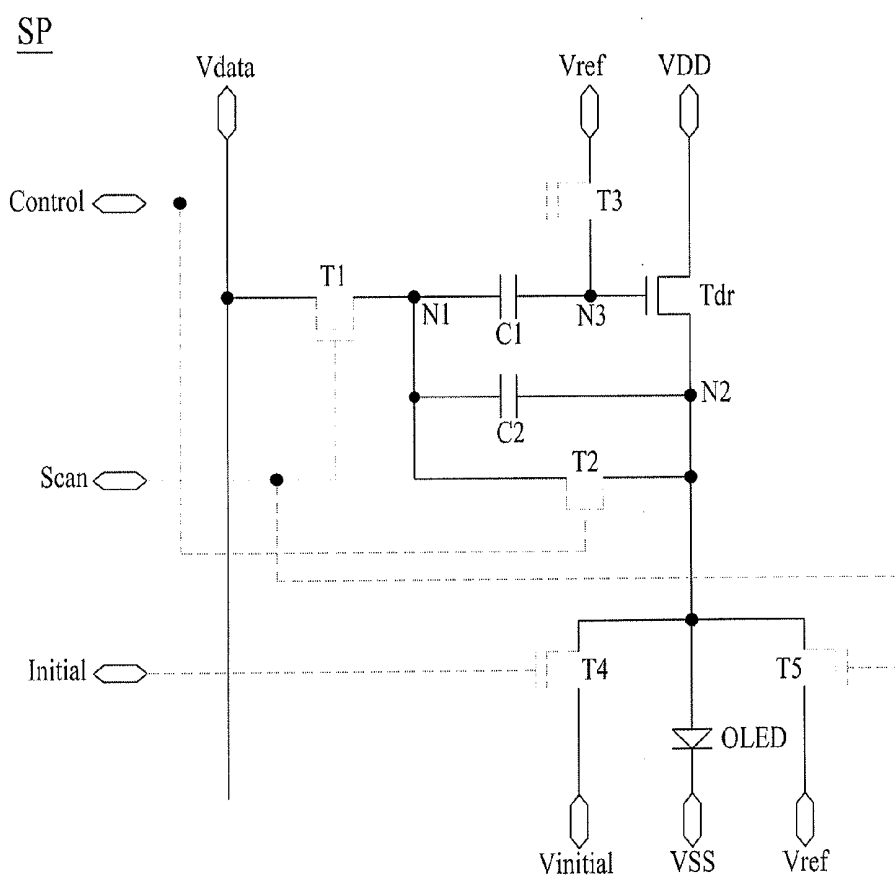 SP
Vdata
Vref
VDD
Control
T3
T1
Tdr
N1
C1
N3
N2
C2
T2
Scan
Initial
T4
T5
OLED
Vinitial
VSS
Vref